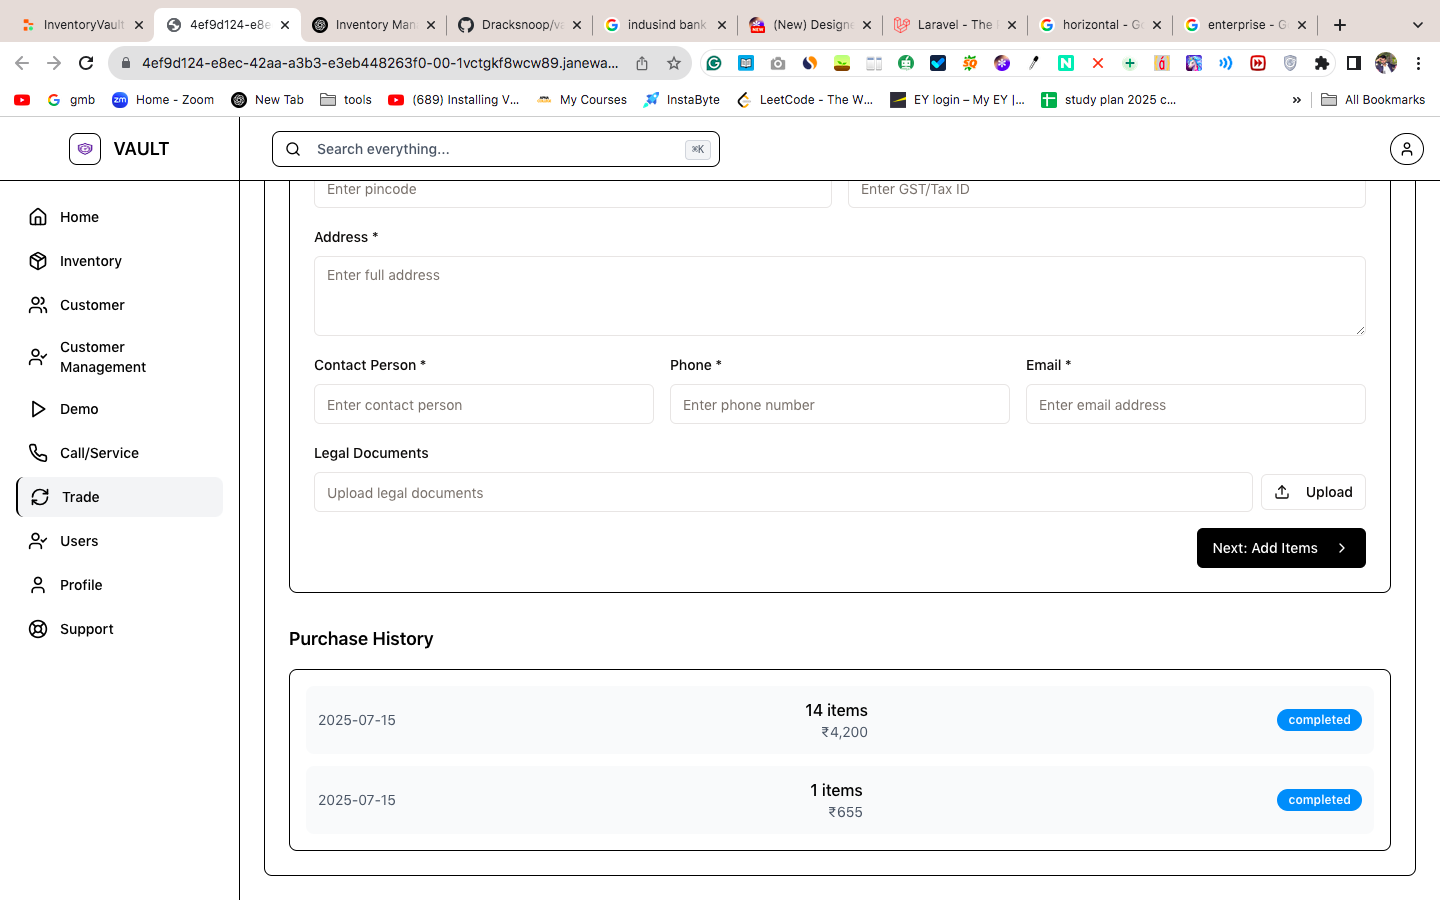 InventoryVault
4ef9d124-e8e
Inventory Man
Dracksnoop/va
indusind bank
(New) Designe
Laravel - The
horizontal - Go
enterprise - G
4ef9d124-e8ec-42aa-a3b3-e3eb448263f0-00-1vctgkf8wcw89.janewa...
gmb
Home - Zoom
New Tab
tools
(689) Installing V...
My Courses
InstaByte
LeetCode - The W...
EY login – My EY |...
study plan 2025 c...
»
All Bookmarks
VAULT
Search everything...
⌘K
Home
Inventory
Customer
Customer
Management
Demo
Call/Service
Trade
Users
Profile
Support
Enter pincode
Enter GST/Tax ID
Address *
Enter full address
Contact Person *
Phone *
Email *
Enter contact person
Enter phone number
Enter email address
Legal Documents
Upload legal documents
Upload
Next: Add Items
Purchase History
2025-07-15
14 items
₹4,200
completed
2025-07-15
1 items
₹655
completed